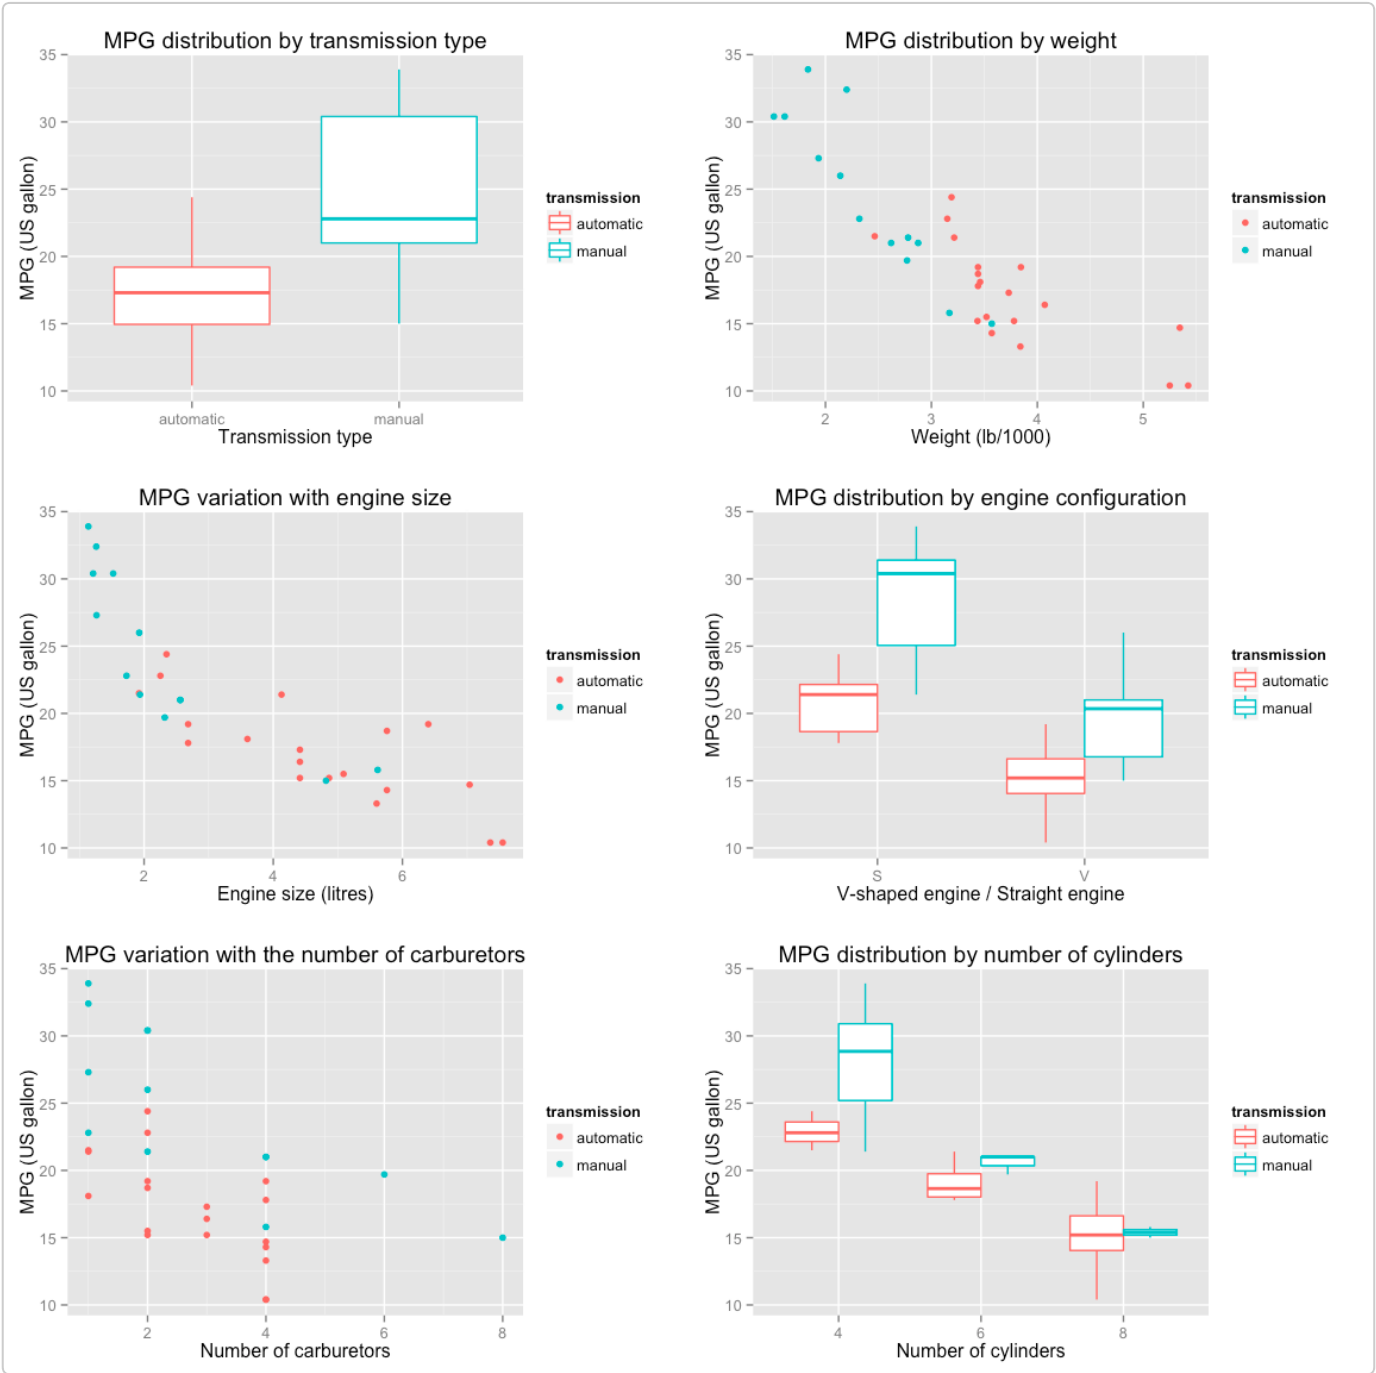 MPG distribution by transmission type
35
30
25
20
15
10
MPG (US gallon)
automatic manual
Transmission type
transmission
automatic
manual
MPG distribution by weight
35
30
25
20
15
10
MPG (US gallon)
2 3 4 5
Weight (lb/1000)
transmission
automatic
manual
MPG variation with engine size
35
30
25
20
15
10
MPG (US gallon)
2 4 6
Engine size (litres)
transmission
automatic
manual
MPG distribution by engine configuration
35
30
25
20
15
10
MPG (US gallon)
S V
V-shaped engine / Straight engine
transmission
automatic
manual
MPG variation with the number of carburetors
35
30
25
20
15
10
MPG (US gallon)
2 4 6 8
Number of carburetors
transmission
automatic
manual
MPG distribution by number of cylinders
35
30
25
20
15
10
MPG (US gallon)
4 6 8
Number of cylinders
transmission
automatic
manual